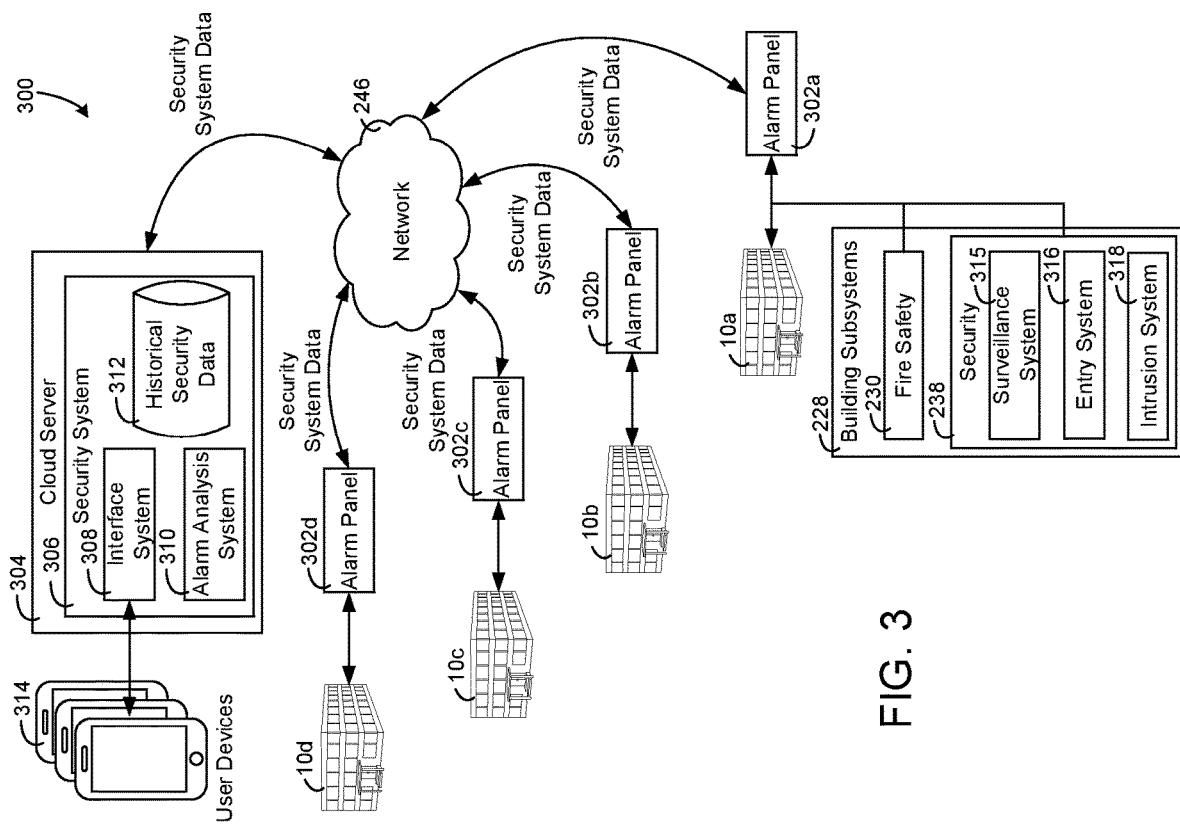 300
304
Cloud Server
306
Security System
308
Interface
System
310
Alarm Analysis
System
312
Historical
Security
Data
314
User Devices
Security
System Data
246
Network
Security
System Data
302d
Alarm Panel
10d
Security
System Data
302c
Alarm Panel
10c
Security
System Data
302b
Alarm Panel
10b
Security
System Data
Alarm Panel
302a
10a
228
Building Subsystems
230
Fire Safety
238
Security
315
Surveillance
System
316
Entry System
318
Intrusion System
FIG. 3